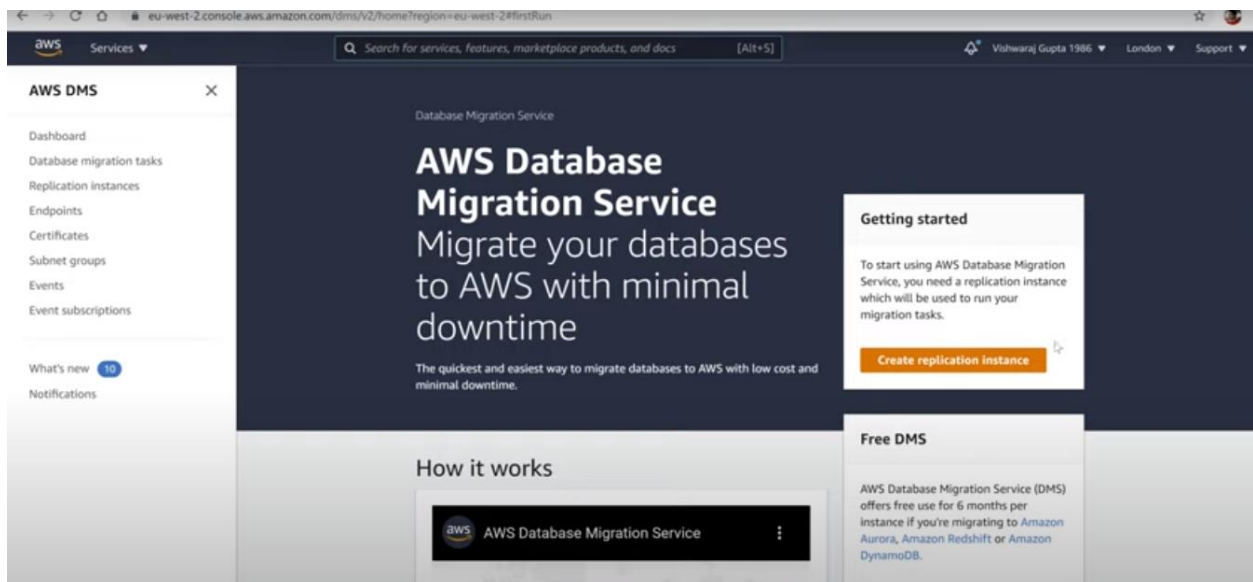 eu-west-2.console.aws.amazon.com/dms/v2/home?region=eu-west-2#firstRun
aws
Services ▼
Search for services, features, marketplace products, and docs
[Alt+S]
Vishwaraj Gupta 1986 ▼
London ▼
Support ▼
AWS DMS
Dashboard
Database migration tasks
Replication instances
Endpoints
Certificates
Subnet groups
Events
Event subscriptions
What's new 10
Notifications
Database Migration Service
AWS Database
Migration Service
Migrate your databases
to AWS with minimal
downtime
The quickest and easiest way to migrate databases to AWS with low cost and
minimal downtime.
Getting started
To start using AWS Database Migration
Service, you need a replication instance
which will be used to run your
migration tasks.
Create replication instance
How it works
aws
AWS Database Migration Service
Free DMS
AWS Database Migration Service (DMS)
offers free use for 6 months per
instance if you're migrating to Amazon
Aurora, Amazon Redshift or Amazon
DynamoDB.